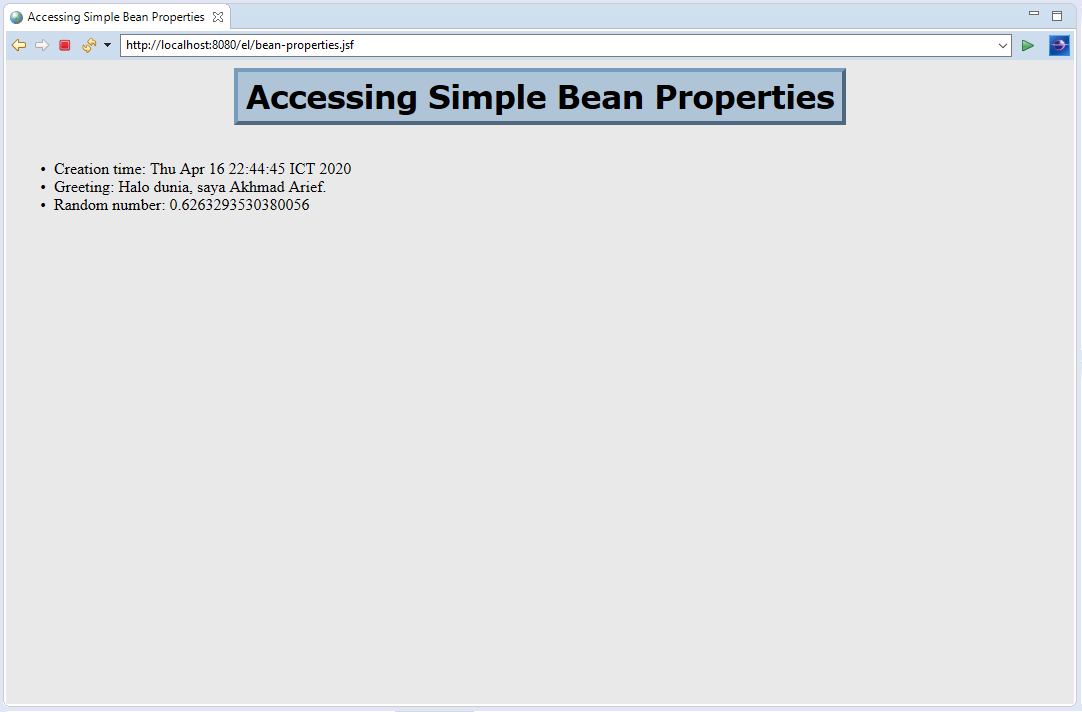 Accessing Simple Bean Properties
http://localhost:8080/el/bean-properties.jsf
Accessing Simple Bean Properties
• Creation time: Thu Apr 16 22:44:45 ICT 2020
• Greeting: Halo dunia, saya Akhmad Arief.
• Random number: 0.6263293530380056